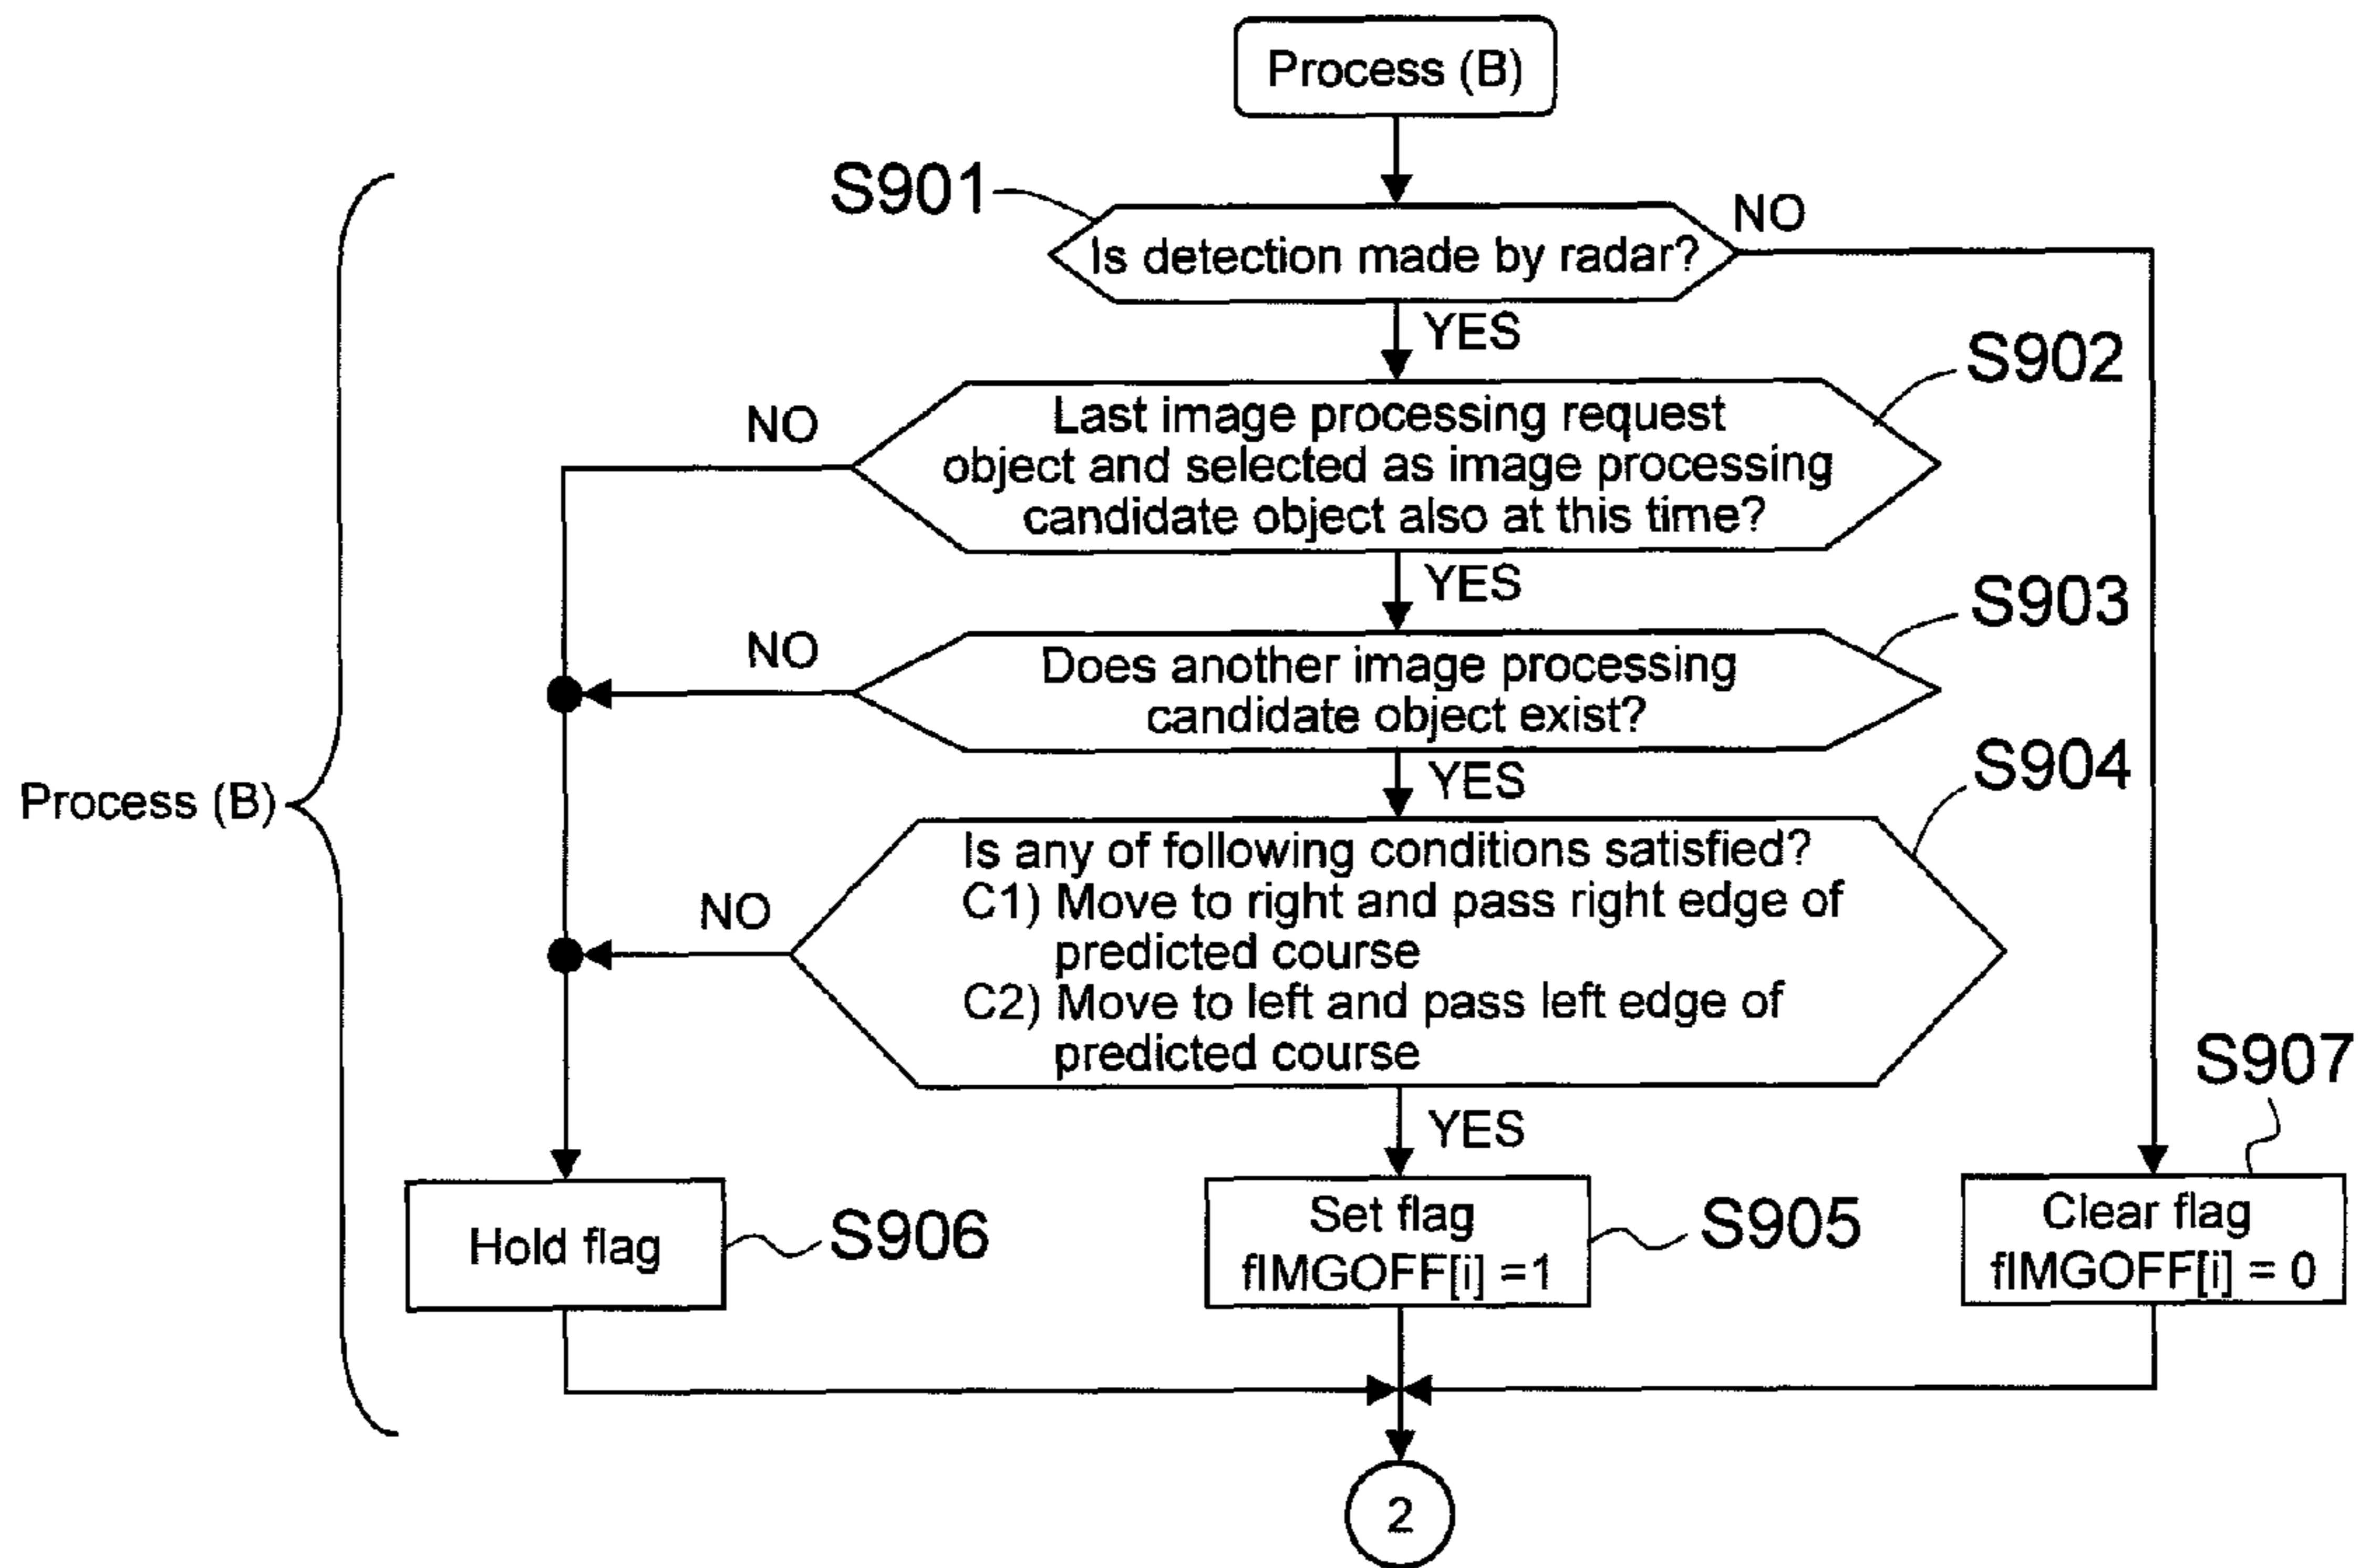 Process (B)
S901
Is detection made by radar?
NO
YES
S902
Last image processing request
object and selected as image processing
candidate object also at this time?
NO
YES
S903
Does another image processing
candidate object exist?
NO
YES
S904
Is any of following conditions satisfied?
C1) Move to right and pass right edge of
predicted course
C2) Move to left and pass left edge of
predicted course
NO
YES
Process (B)
Hold flag
S906
Set flag
fIMGOFF[i] =1
S905
S907
Clear flag
fIMGOFF[i] = 0
2